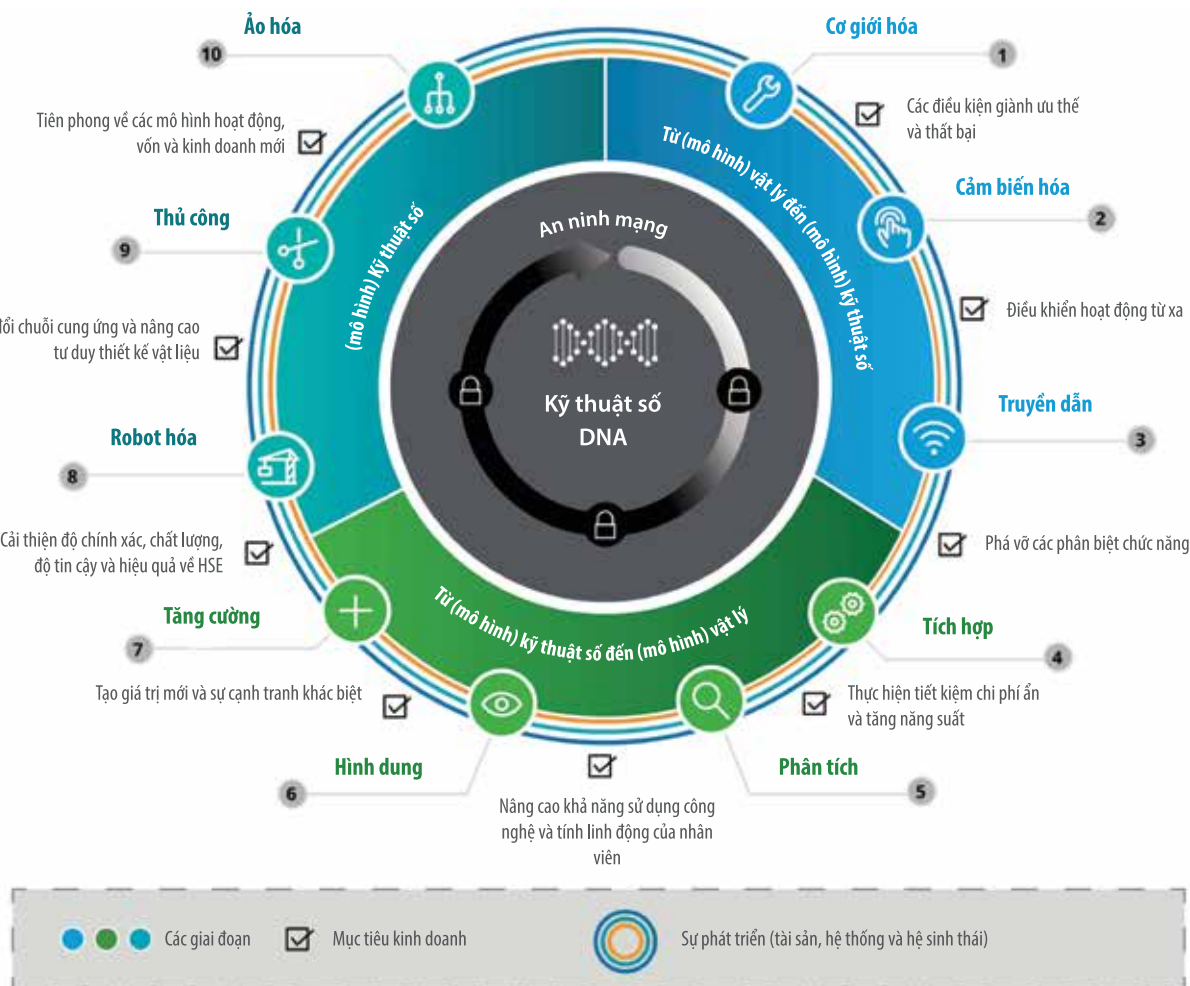 Ảo hóa
10
Tiên phong về các mô hình hoạt động,
vốn và kinh doanh mới
Thủ công
9
đổi chuỗi cung ứng và nâng cao
tư duy thiết kế vật liệu
Robot hóa
8
Cải thiện độ chính xác, chất lượng,
độ tin cậy và hiệu quả về HSE
Tăng cường
7
Tạo giá trị mới và sự cạnh tranh khác biệt
Hình dung
6
Nâng cao khả năng sử dụng công
nghệ và tính linh động của nhân
viên
Cơ giới hóa
1
Các điều kiện giành ưu thế
và thất bại
Cảm biến hóa
2
Điều khiển hoạt động từ xa
Truyền dẫn
3
Phá vỡ các phân biệt chức năng
Tích hợp
4
Thực hiện tiết kiệm chi phí ẩn
và tăng năng suất
Phân tích
5
(mô hình) Kỹ thuật số
Từ (mô hình) vật lý đến (mô hình) kỹ thuật số
Từ (mô hình) kỹ thuật số đến (mô hình) vật lý
An ninh mạng
Kỹ thuật số
DNA
Các giai đoạn
Mục tiêu kinh doanh
Sự phát triển (tài sản, hệ thống và hệ sinh thái)